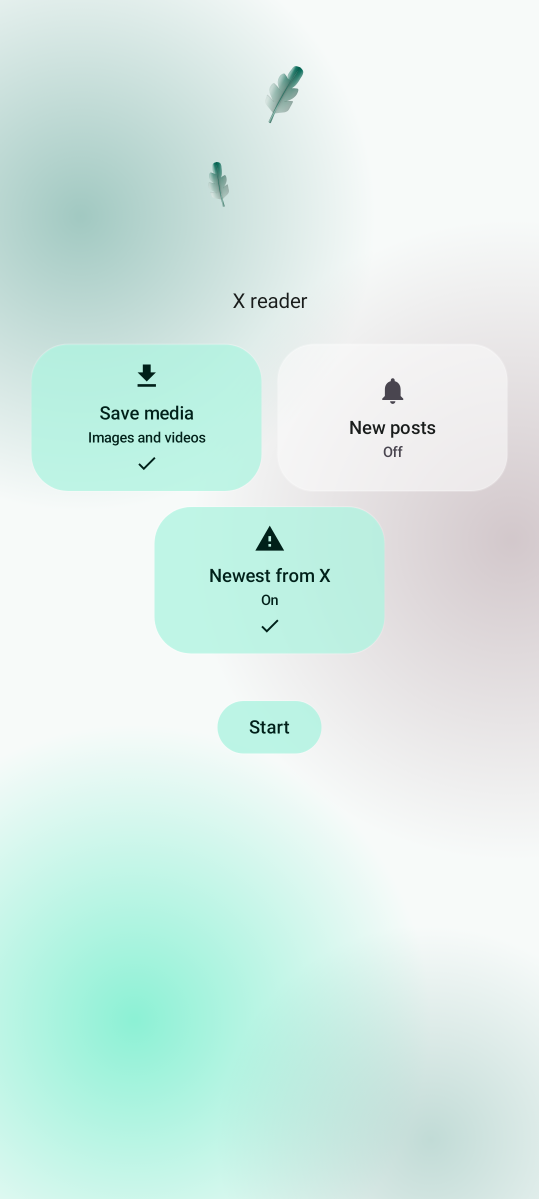 X reader
Save media
Images and videos
New posts
Off
Newest from X
On
Start